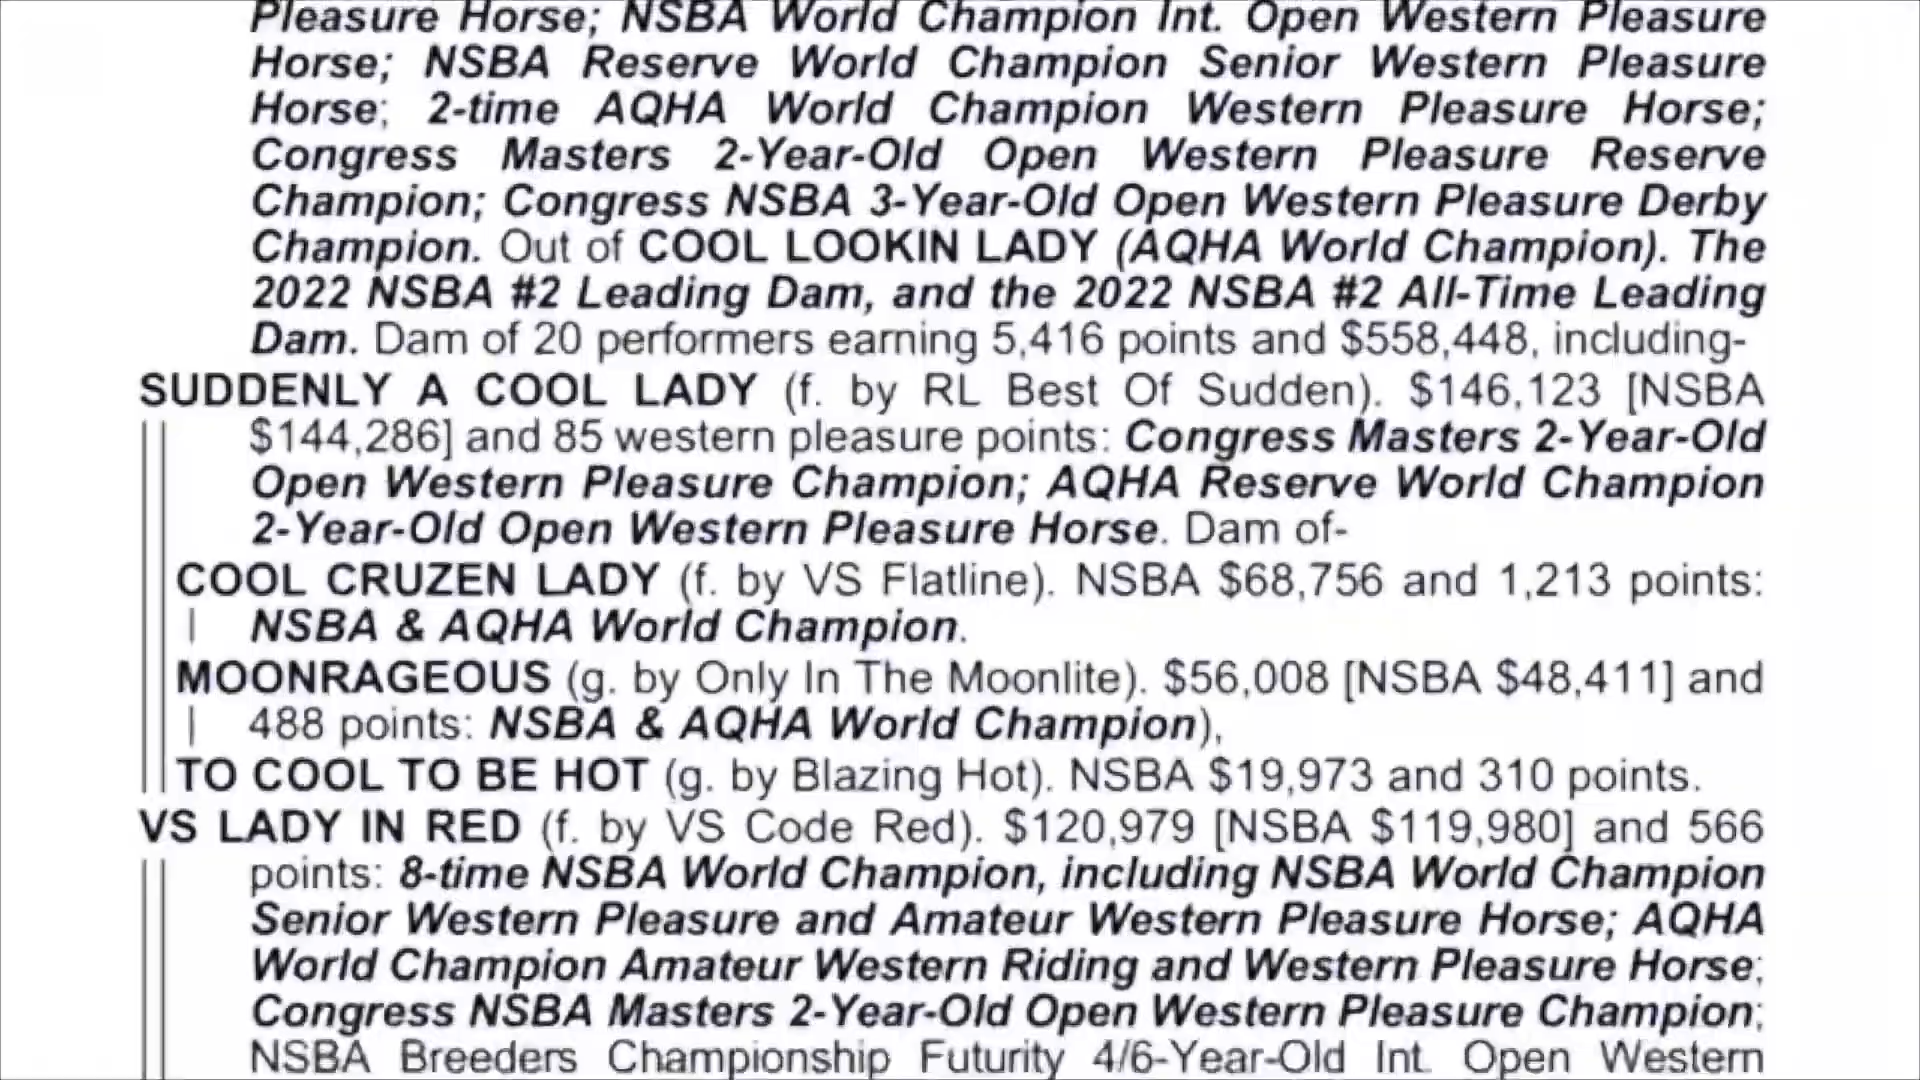 Pleasure Horse; NSBA World Champion Int. Open Western Pleasure
Horse; NSBA Reserve World Champion Senior Western Pleasure
Horse; 2-time AQHA World Champion Western Pleasure Horse;
Congress Masters 2-Year-Old Open Western Pleasure Reserve
Champion; Congress NSBA 3-Year-Old Open Western Pleasure Derby
Champion. Out of COOL LOOKIN LADY (AQHA World Champion). The
2022 NSBA #2 Leading Dam, and the 2022 NSBA #2 All-Time Leading
Dam. Dam of 20 performers earning 5,416 points and $558,448, including-
SUDDENLY A COOL LADY (f. by RL Best Of Sudden). $146,123 [NSBA
$144,286] and 85 western pleasure points: Congress Masters 2-Year-Old
Open Western Pleasure Champion; AQHA Reserve World Champion
2-Year-Old Open Western Pleasure Horse. Dam of-
COOL CRUZEN LADY (f. by VS Flatline). NSBA $68,756 and 1,213 points:
NSBA & AQHA World Champion.
MOONRAGEOUS (g. by Only In The Moonlite). $56,008 [NSBA $48,411] and
488 points: NSBA & AQHA World Champion),
TO COOL TO BE HOT (g. by Blazing Hot). NSBA $19,973 and 310 points.
VS LADY IN RED (f. by VS Code Red). $120,979 [NSBA $119,980] and 566
points: 8-time NSBA World Champion, including NSBA World Champion
Senior Western Pleasure and Amateur Western Pleasure Horse; AQHA
World Champion Amateur Western Riding and Western Pleasure Horse;
Congress NSBA Masters 2-Year-Old Open Western Pleasure Champion;
NSBA Breeders Championship Futurity 4/6-Year-Old Int. Open Western